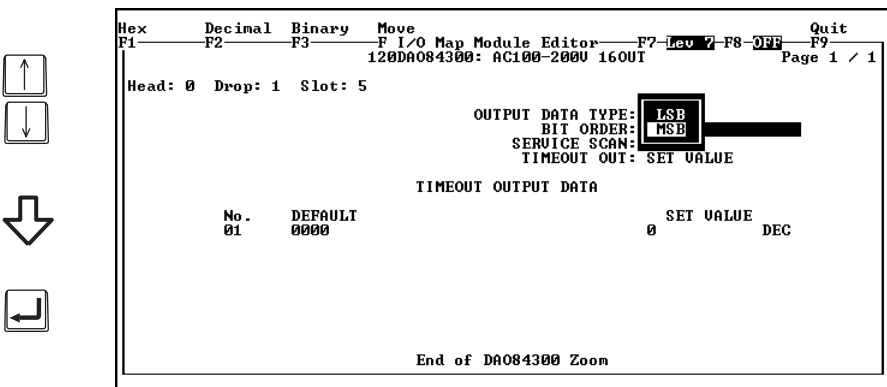 Hex Decimal Binary Move Quit
F1 F2 F3 F I/O Map Module Editor F7-Lev 7-F8-OFF F9
120DAO84300: AC100-200V 16OUT Page 1 / 1
Head: 0 Drop: 1 Slot: 5
OUTPUT DATA TYPE: LSB
BIT ORDER: MSB
SERVICE SCAN:
TIMEOUT OUT: SET VALUE
TIMEOUT OUTPUT DATA
No. DEFAULT SET VALUE
01 0000 0 DEC
End of DAO84300 Zoom